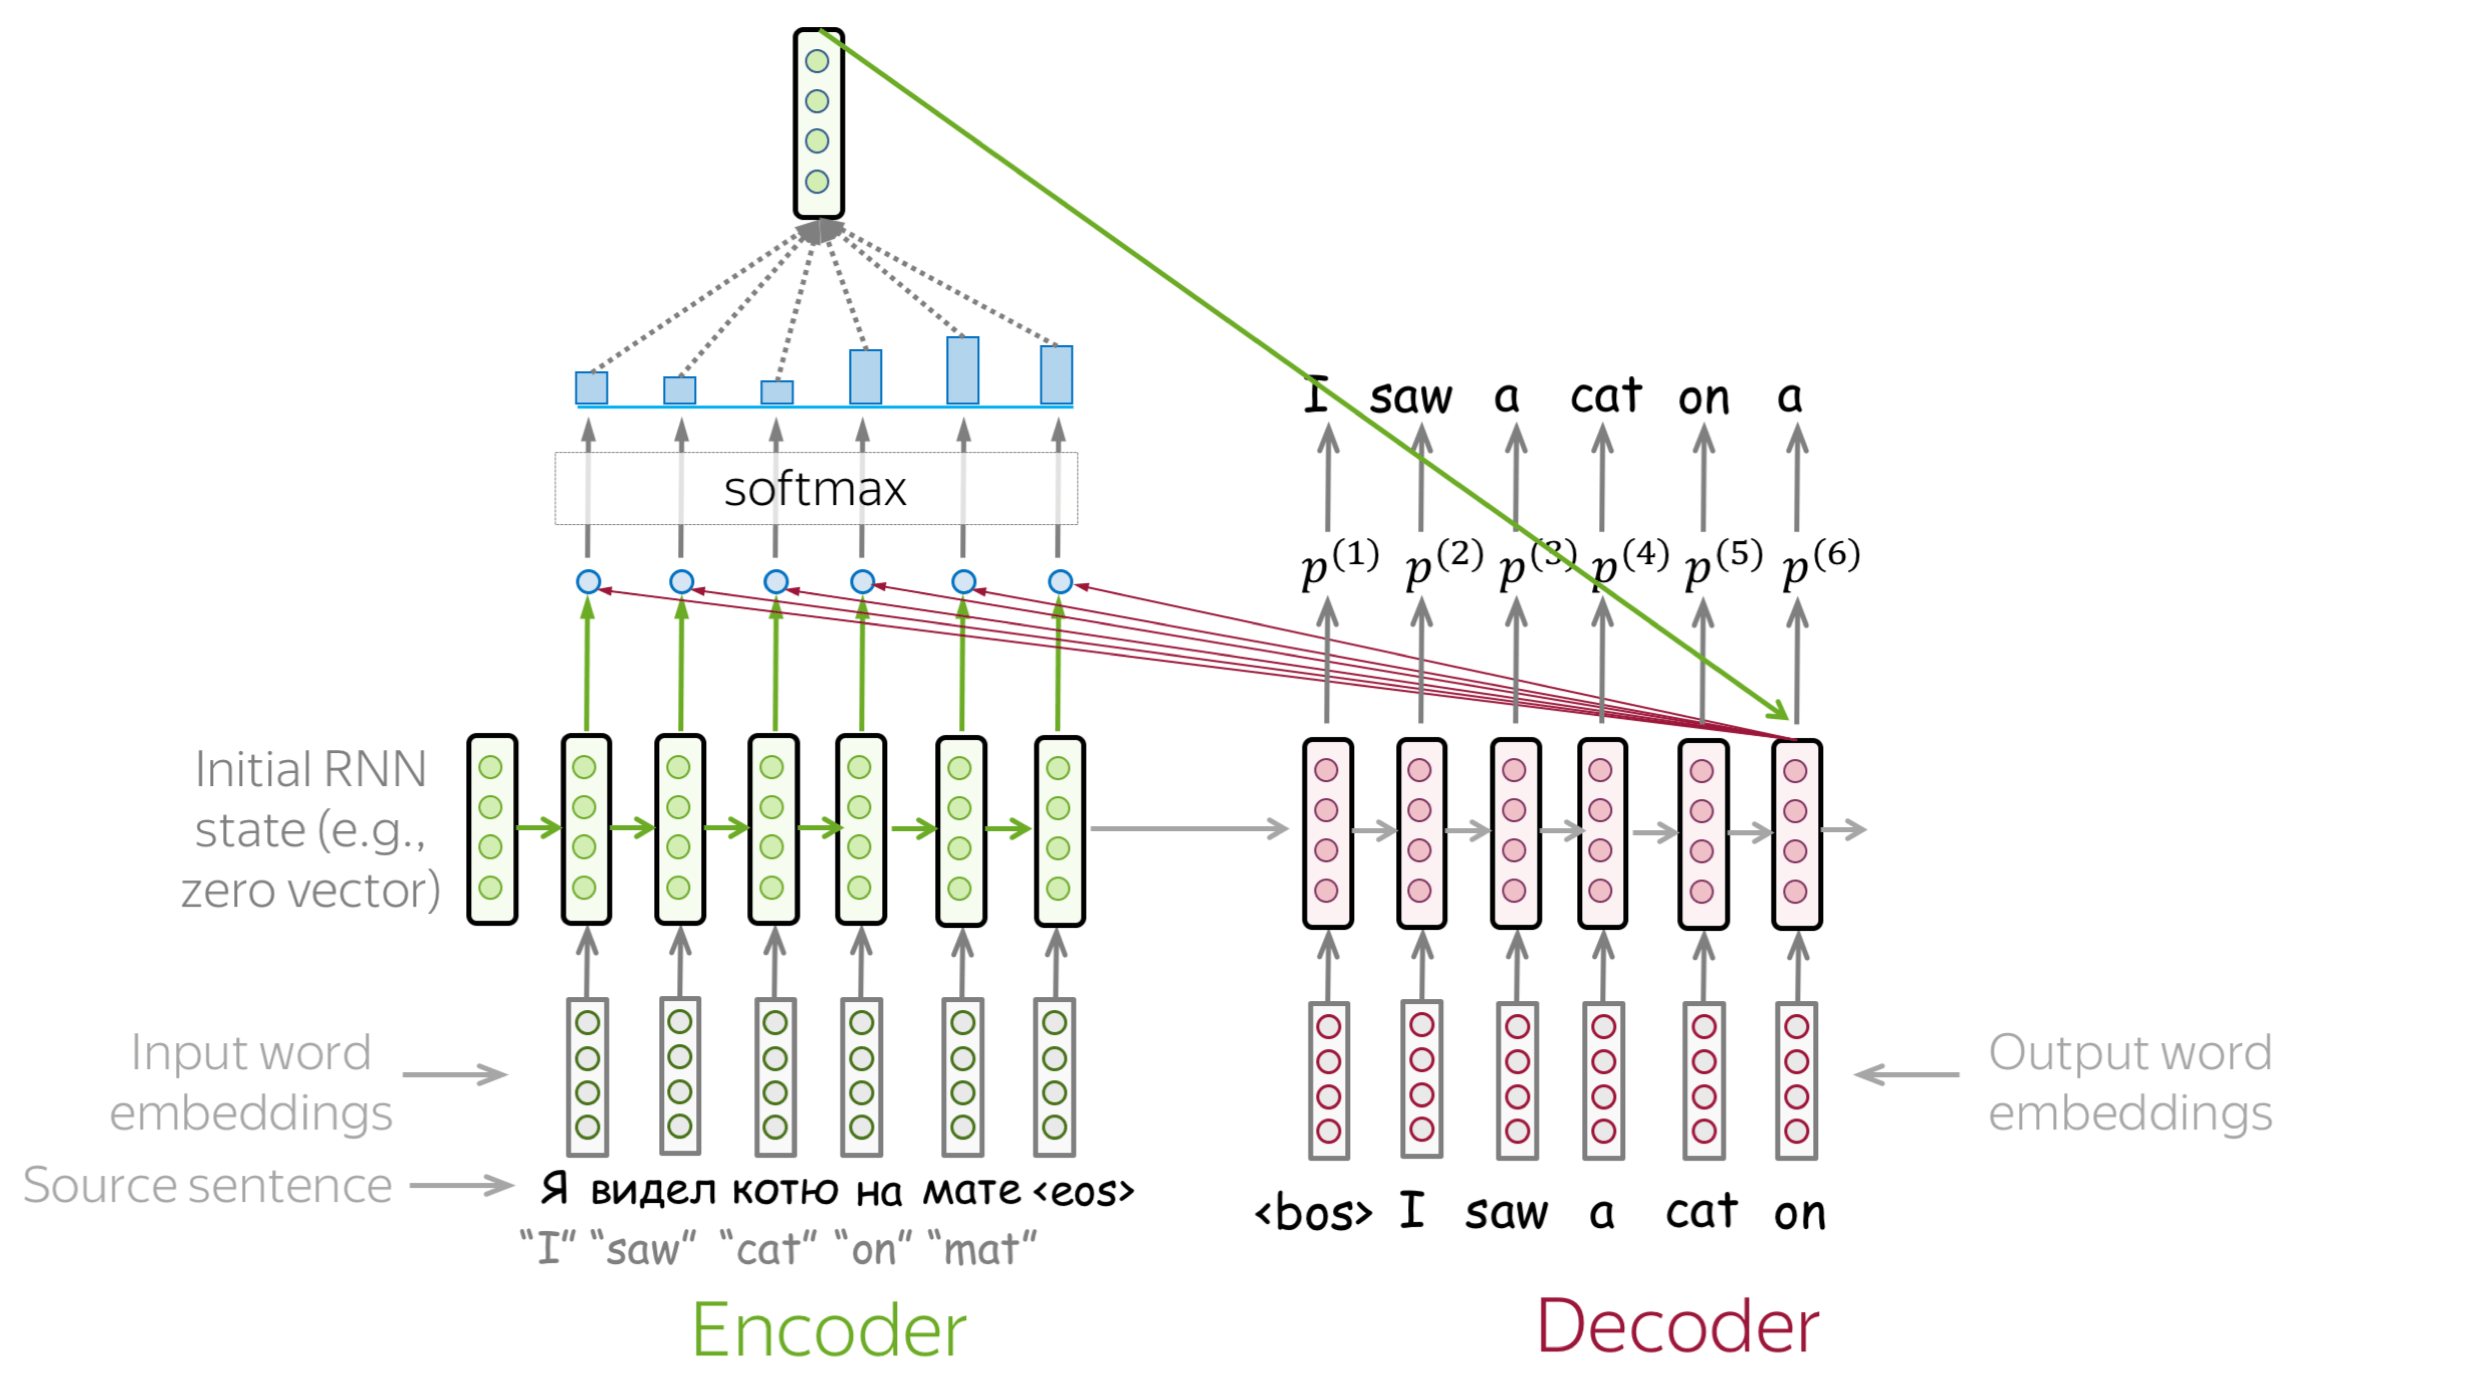 softmax
I saw a cat on a
p(1) p(2) p(3) p(4) p(5) p(6)
Initial RNN
state (e.g.,
zero vector)
Input word
embeddings
Output word
embeddings
Source sentence
Я видел котю на мате <eos>
"I" "saw" "cat" "on" "mat"
<bos> I saw a cat on
Encoder
Decoder